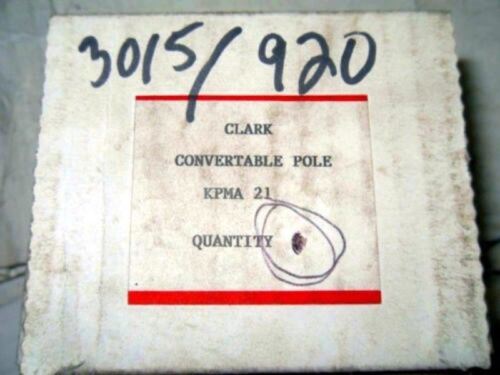 3015/920
CLARK
CONVERTABLE POLE
KPMA 21
QUANTITY